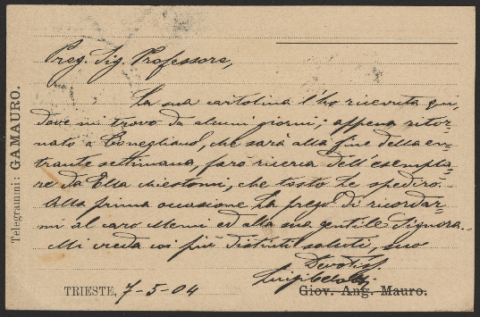 Preg. Sig. Professore,
La sua cartolina l'ho ricevuta qui,
dove mi trovo da alcuni giorni; appena ritor-
nato a Conegliano, che sarà alla fine della en-
trante settimana, farò ricerca dell'esempla-
re da Ella chiestomi, che tosto le spedirò.
Alla prima occasione La prego di ricordar-
mi al caro Menui ed alla sua gentile Signora.
Mi creda coi più distinti saluti, suo
Devotiss.
Luigi
Telegrammi: GAMAURO.
TRIESTE, 7-5-04
Giov. Ang. Mauro.